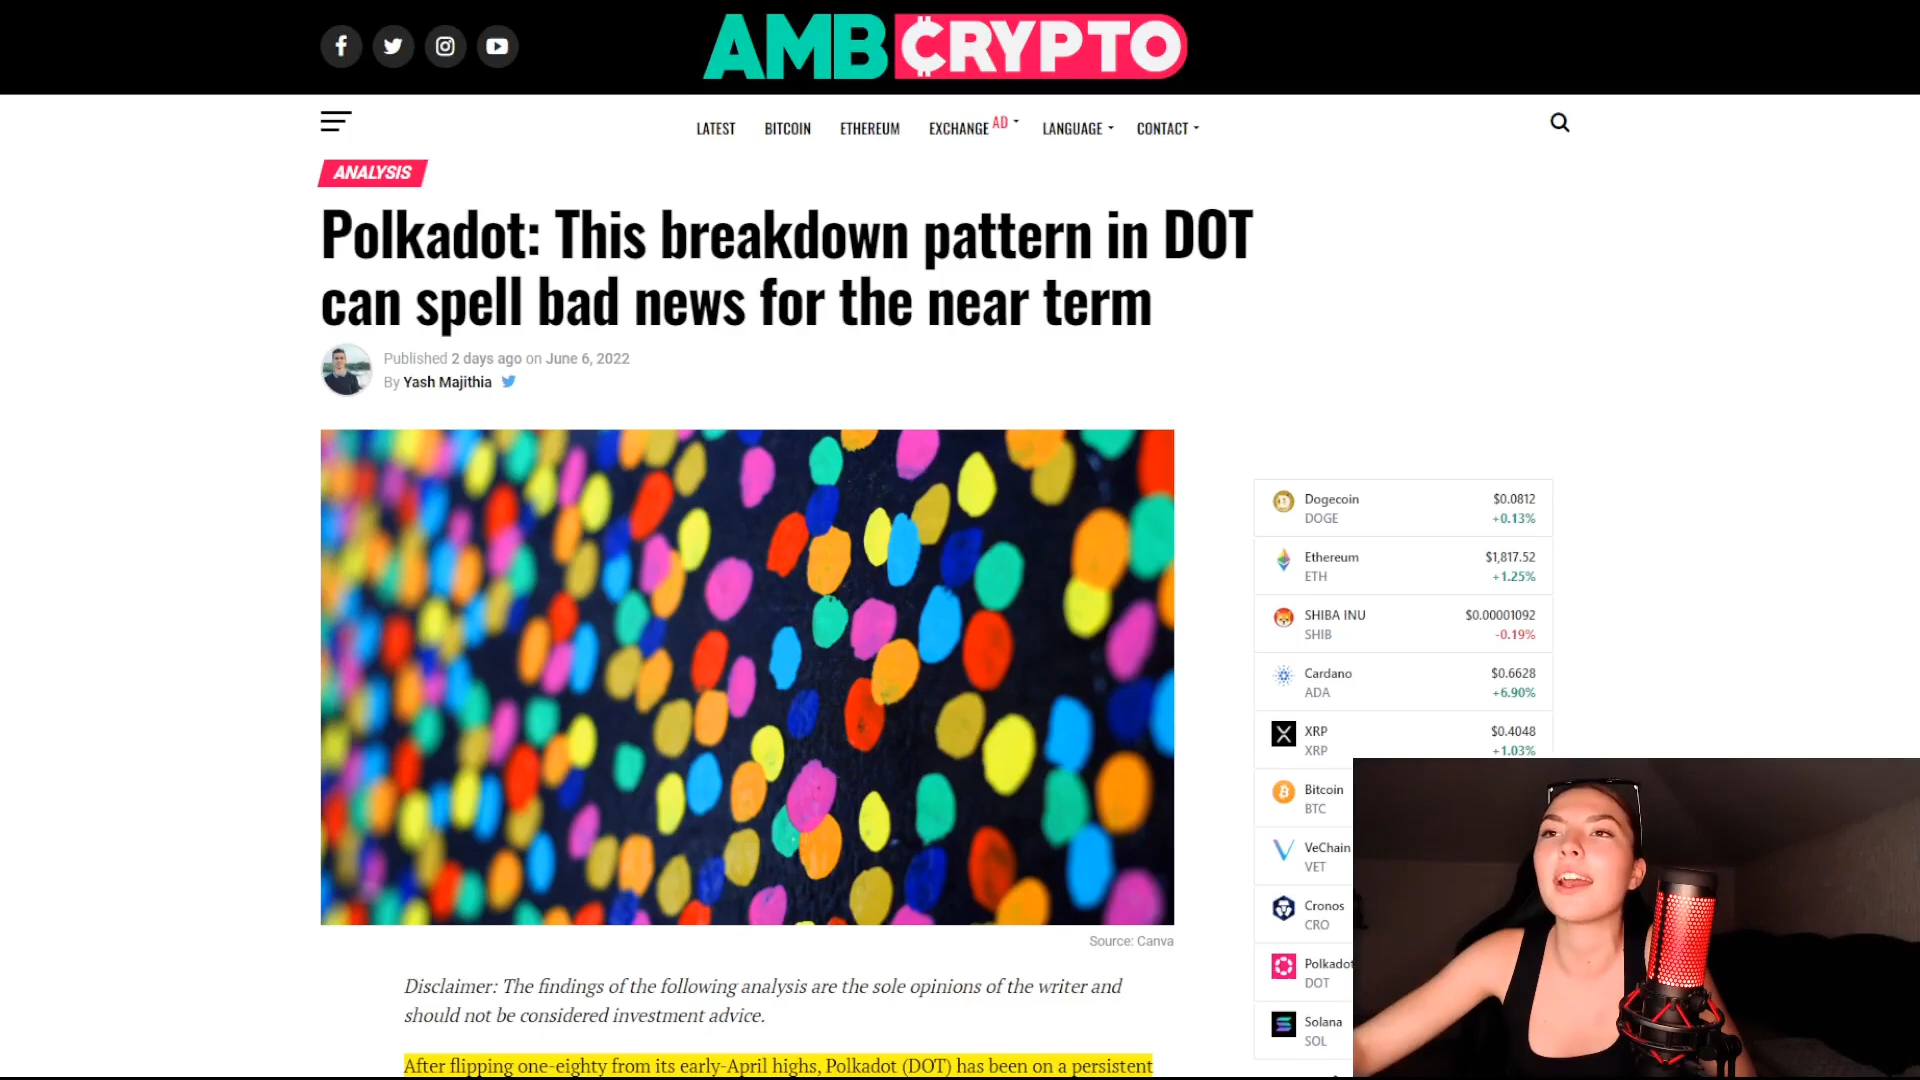 AMBCRYPTO
LATEST BITCOIN ETHEREUM EXCHANGE AD LANGUAGE CONTACT
ANALYSIS
Polkadot: This breakdown pattern in DOT
can spell bad news for the near term
Published 2 days ago on June 6, 2022
By Yash Majithia
Source: Canva
Disclaimer: The findings of the following analysis are the sole opinions of the writer and
should not be considered investment advice.
After flipping one-eighty from its early-April highs, Polkadot (DOT) has been on a persistent
Dogecoin $0.0812
DOGE +0.13%
Ethereum $1,817.52
ETH +1.25%
SHIBA INU $0.00001092
SHIB -0.19%
Cardano $0.6628
ADA +6.90%
XRP $0.4048
XRP +1.03%
Bitcoin
BTC
VeChain
VET
Cronos
CRO
Polkadot
DOT
Solana
SOL